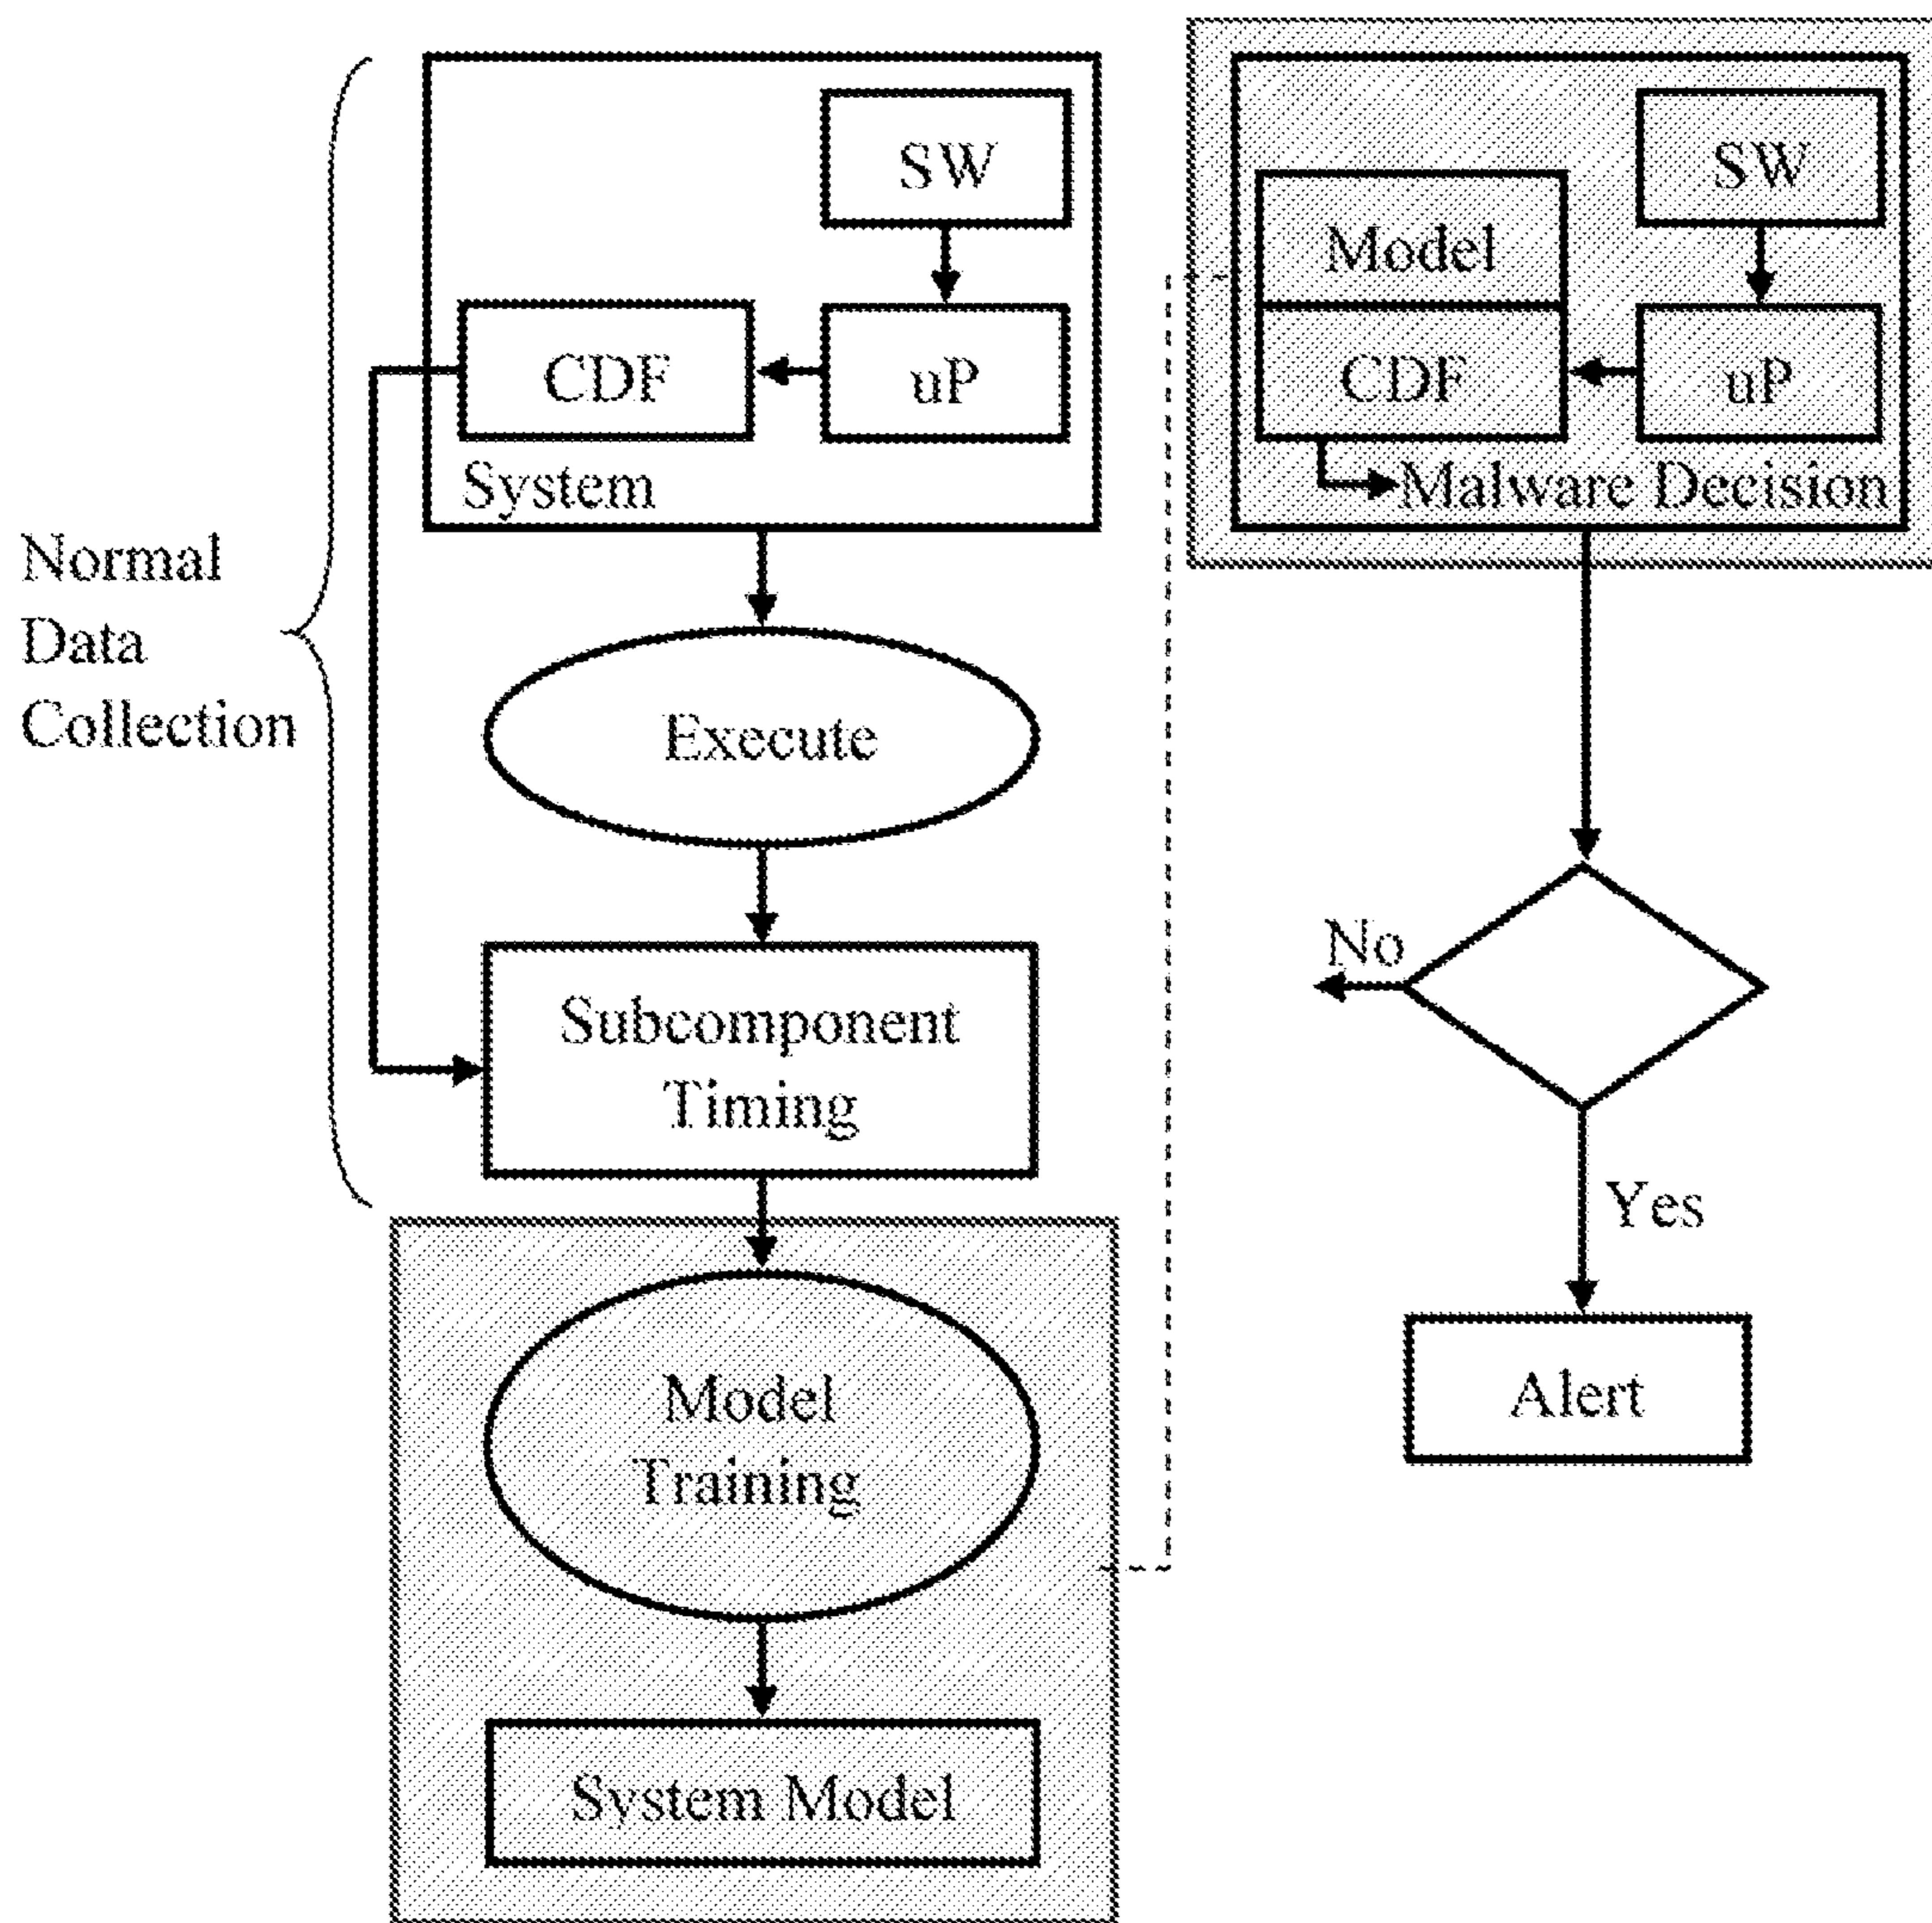 SW
CDF
uP
System
Normal
Data
Collection
Execute
Subcomponent
Timing
Model
Training
System Model
SW
Model
CDF
uP
Malware Decision
No
Yes
Alert